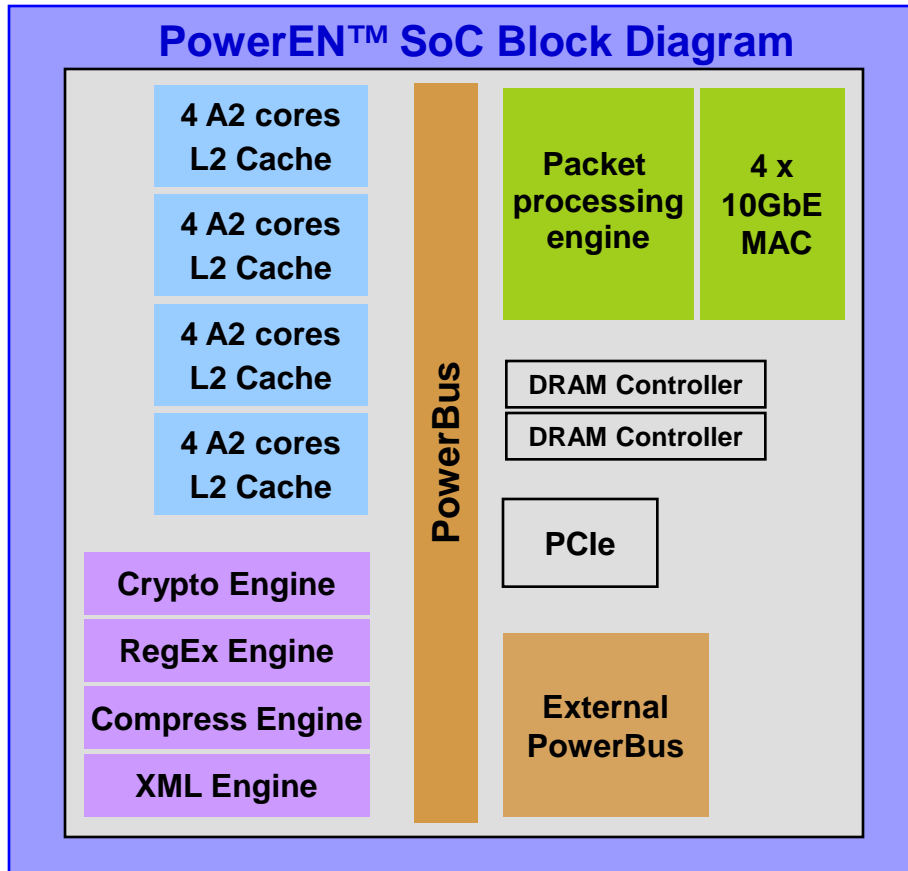 PowerEN™ SoC Block Diagram
4 A2 cores
L2 Cache
4 A2 cores
L2 Cache
4 A2 cores
L2 Cache
4 A2 cores
L2 Cache
Crypto Engine
RegEx Engine
Compress Engine
XML Engine
PowerBus
Packet
processing
engine
4 x
10GbE
MAC
DRAM Controller
DRAM Controller
PCIe
External
PowerBus